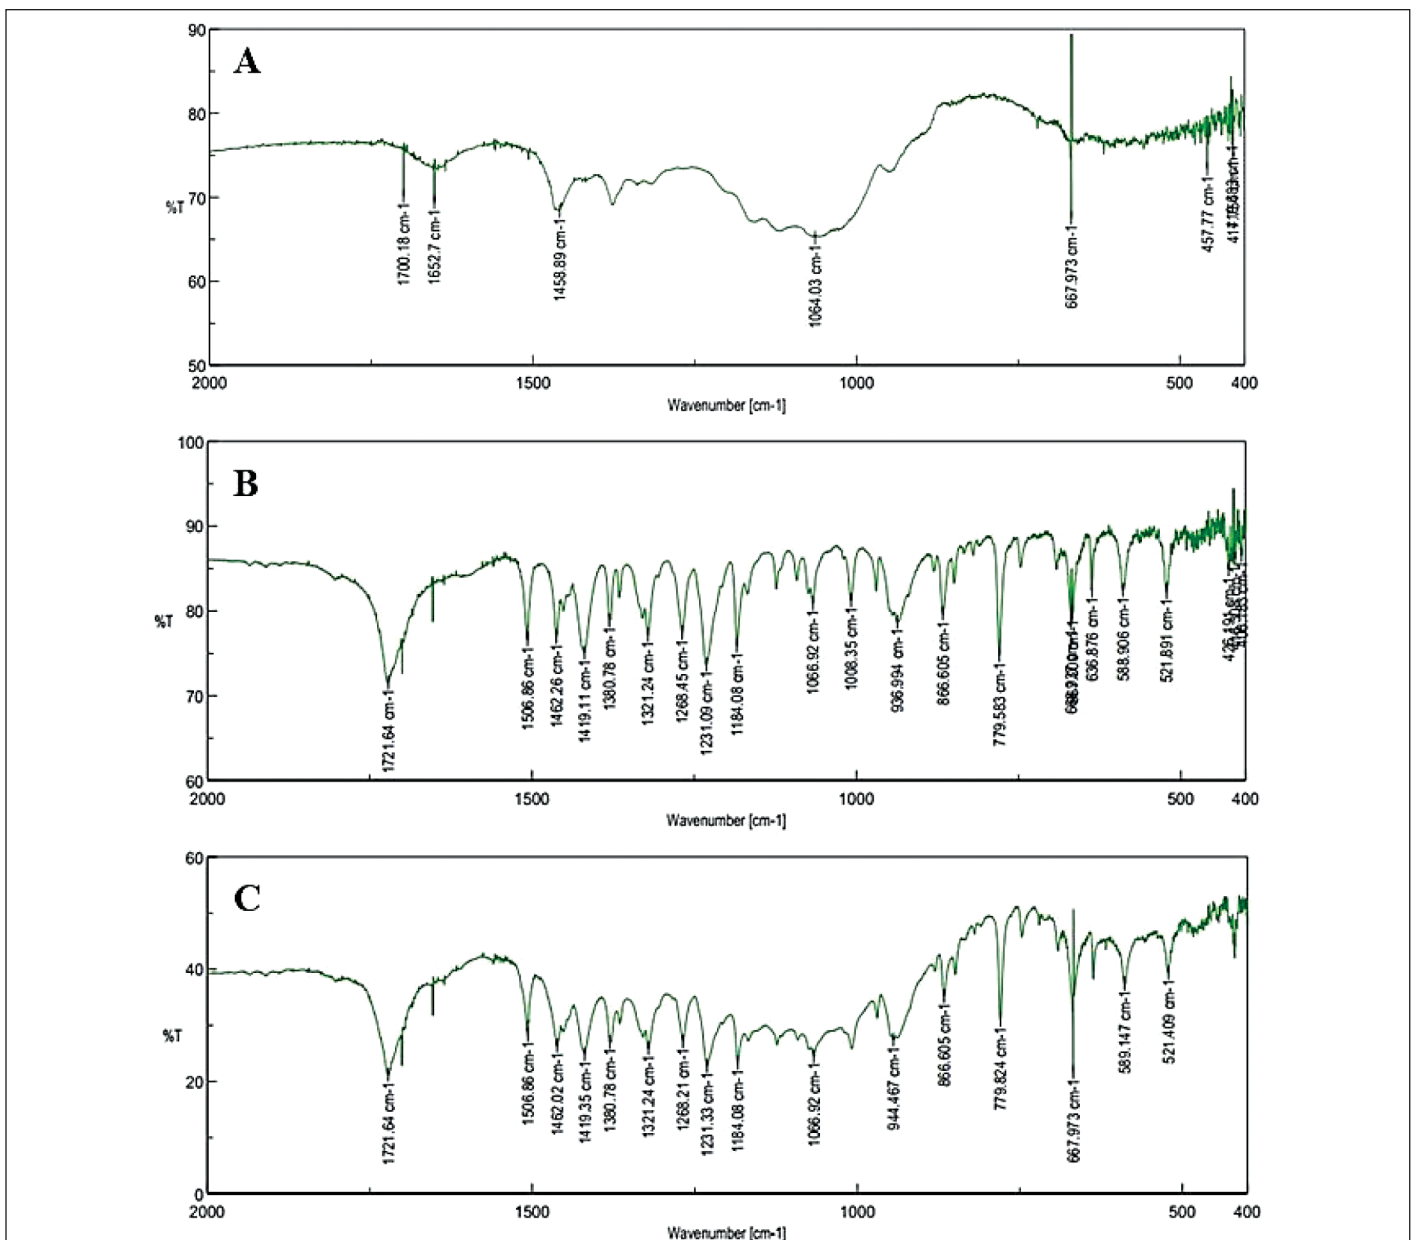 90
A
80
70
%T
60
50
1700.18 cm-1
1652.7 cm-1
1458.89 cm-1
1064.03 cm-1
667.973 cm-1
457.77 cm-1
2000
1500
1000
500
400
Wavenumber [cm-1]
100
B
90
80
%T
70
60
1721.64 cm-1
1506.86 cm-1
1462.26 cm-1
1419.11 cm-1
1380.78 cm-1
1321.24 cm-1
1268.45 cm-1
1231.09 cm-1
1184.08 cm-1
1066.92 cm-1
1008.35 cm-1
936.994 cm-1
866.605 cm-1
779.583 cm-1
636.876 cm-1
588.906 cm-1
521.891 cm-1
2000
1500
1000
500
400
Wavenumber [cm-1]
60
C
40
%T
20
0
1721.64 cm-1
1506.86 cm-1
1462.02 cm-1
1419.35 cm-1
1380.78 cm-1
1321.24 cm-1
1268.21 cm-1
1231.33 cm-1
1184.08 cm-1
1066.92 cm-1
944.467 cm-1
866.605 cm-1
779.824 cm-1
667.973 cm-1
589.147 cm-1
521.409 cm-1
2000
1500
1000
500
400
Wavenumber [cm-1]